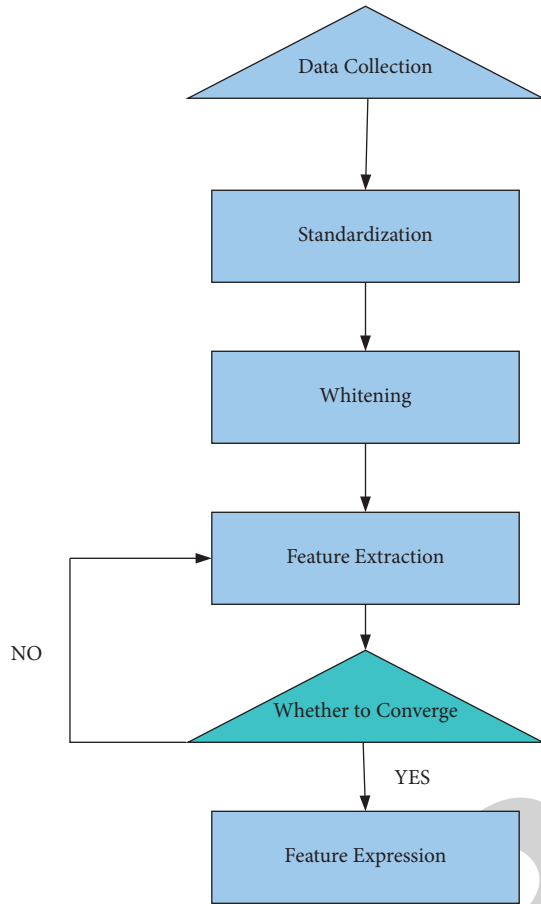 Data Collection
Standardization
Whitening
Feature Extraction
NO
Whether to Converge
YES
Feature Expression